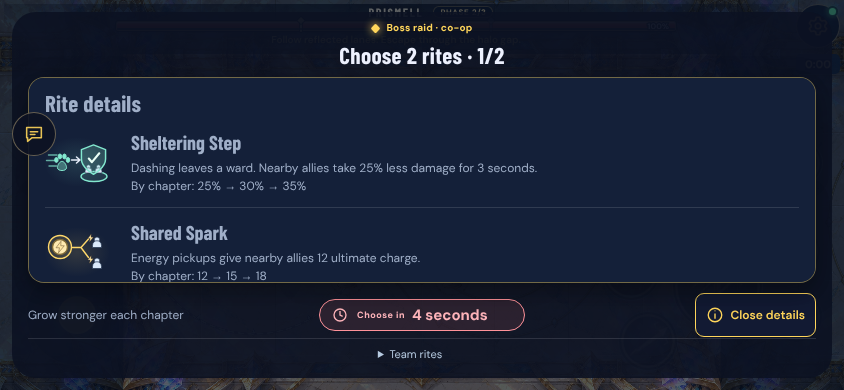 Boss raid · co-op
Choose 2 rites · 1/2
Rite details
Sheltering Step
Dashing leaves a ward. Nearby allies take 25% less damage for 3 seconds.
By chapter: 25% → 30% → 35%
Shared Spark
Energy pickups give nearby allies 12 ultimate charge.
By chapter: 12 → 15 → 18
Grow stronger each chapter
Choose in 4 seconds
Close details
▶ Team rites